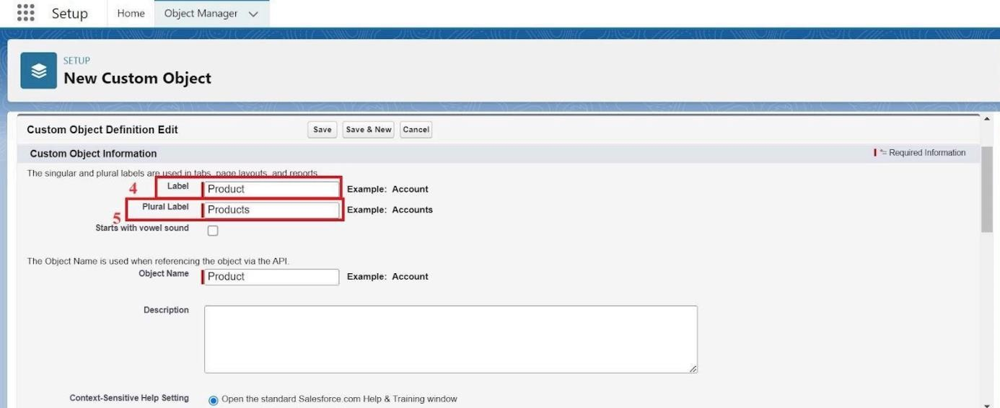 Setup Home Object Manager
SETUP
New Custom Object
Custom Object Definition Edit Save Save & New Cancel
Custom Object Information *= Required Information
The singular and plural labels are used in tabs, page layouts, and reports.
4 Label Product Example: Account
5 Plural Label Products Example: Accounts
Starts with vowel sound
The Object Name is used when referencing the object via the API.
Object Name Product Example: Account
Description
Context-Sensitive Help Setting Open the standard Salesforce.com Help & Training window